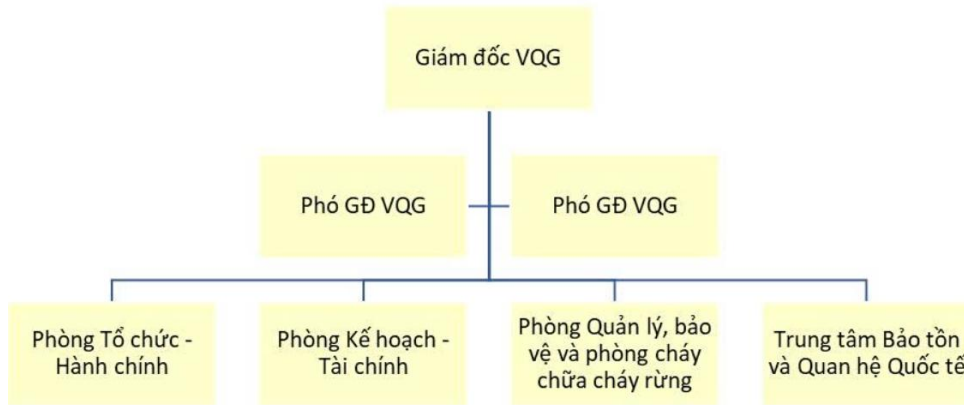 Giám đốc VQG
Phó GĐ VQG
Phó GĐ VQG
Phòng Tổ chức -
Hành chính
Phòng Kế hoạch -
Tài chính
Phòng Quản lý, bảo
vệ và phòng cháy
chữa cháy rừng
Trung tâm Bảo tồn
và Quan hệ Quốc tế